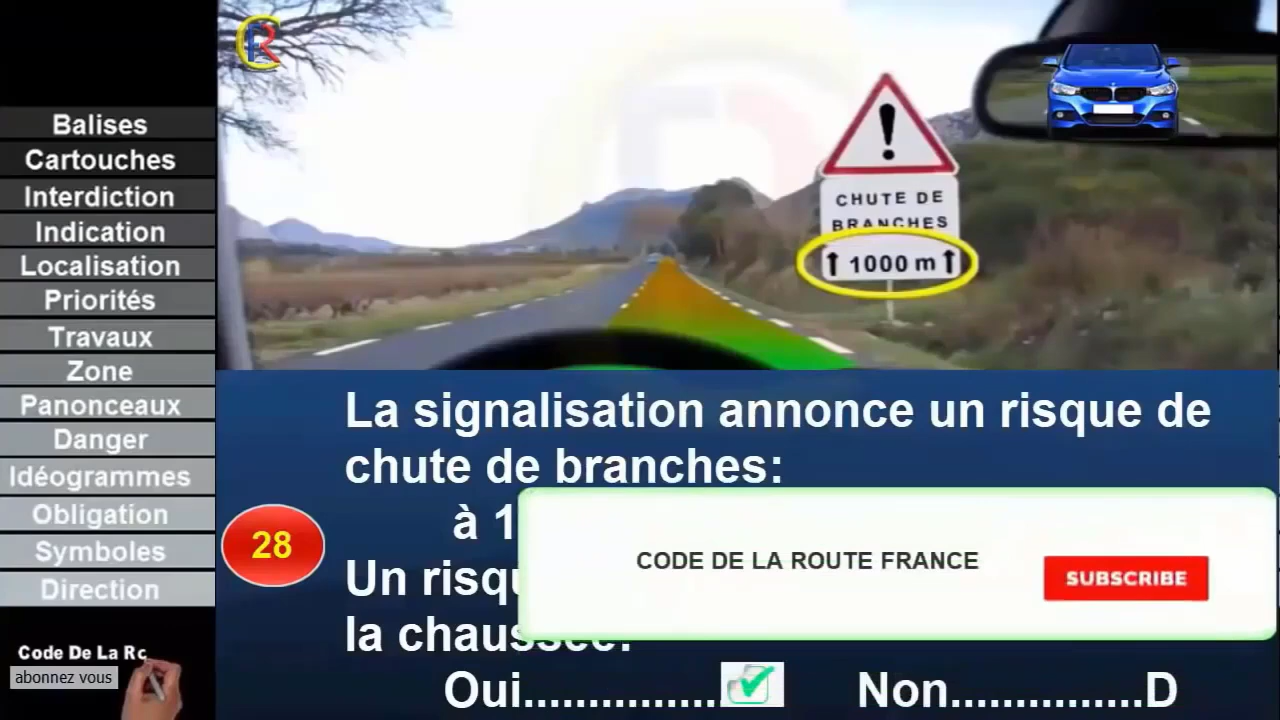 Balises
Cartouches
Interdiction
Indication
Localisation
Priorités
Travaux
Zone
Panonceaux
Danger
Idéogrammes
Obligation
Symboles
Direction
Code De La Rc
abonnez vous
CHUTE DE
BRANCHES
1000 m
La signalisation annonce un risque de
chute de branches:
à 1
28
Un risqu
la chaussée:
Oui................
Non...............D
CODE DE LA ROUTE FRANCE
SUBSCRIBE